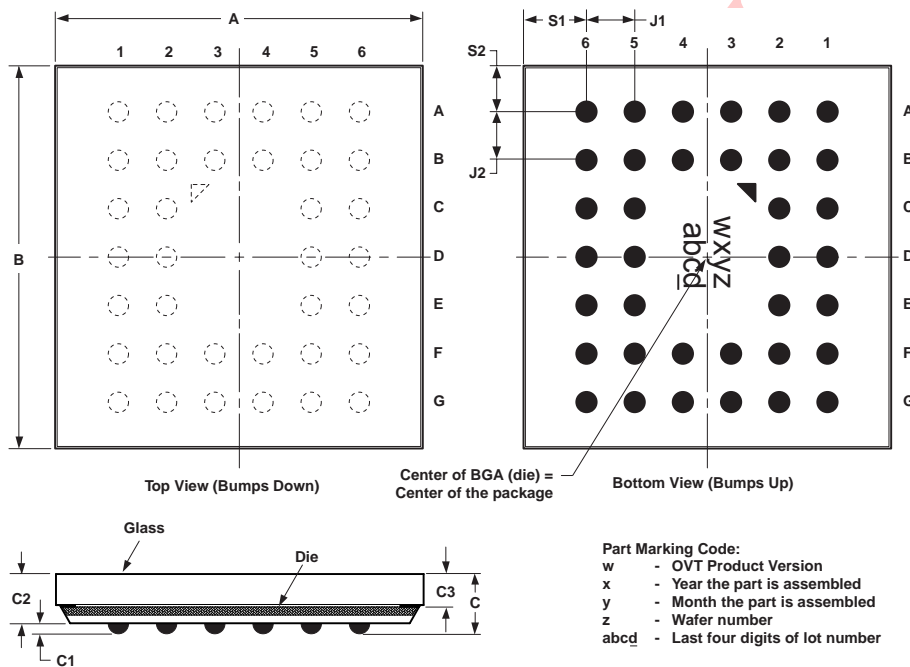 A
1 2 3 4 5 6
B
A
B
C
D
E
F
G
Top View (Bumps Down)
S1
J1
S2
J2
6 5 4 3 2 1
A
B
C
D
E
F
G
wxyz
abcd
Center of BGA (die) =
Center of the package
Bottom View (Bumps Up)
Glass
Die
C2
C1
C3
C
Part Marking Code:
w - OVT Product Version
x - Year the part is assembled
y - Month the part is assembled
z - Wafer number
abcd - Last four digits of lot number